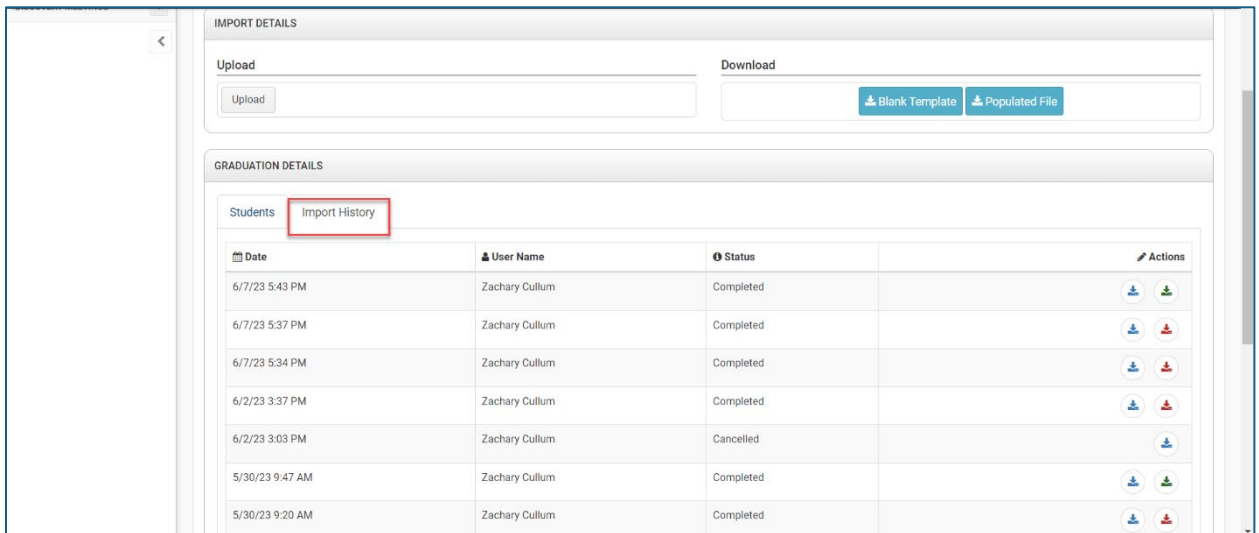 IMPORT DETAILS
Upload
Download
Upload
Blank Template
Populated File
GRADUATION DETAILS
Students
Import History
Date User Name Status Actions
6/7/23 5:43 PM Zachary Cullum Completed
6/7/23 5:37 PM Zachary Cullum Completed
6/7/23 5:34 PM Zachary Cullum Completed
6/2/23 3:37 PM Zachary Cullum Completed
6/2/23 3:03 PM Zachary Cullum Cancelled
5/30/23 9:47 AM Zachary Cullum Completed
5/30/23 9:20 AM Zachary Cullum Completed